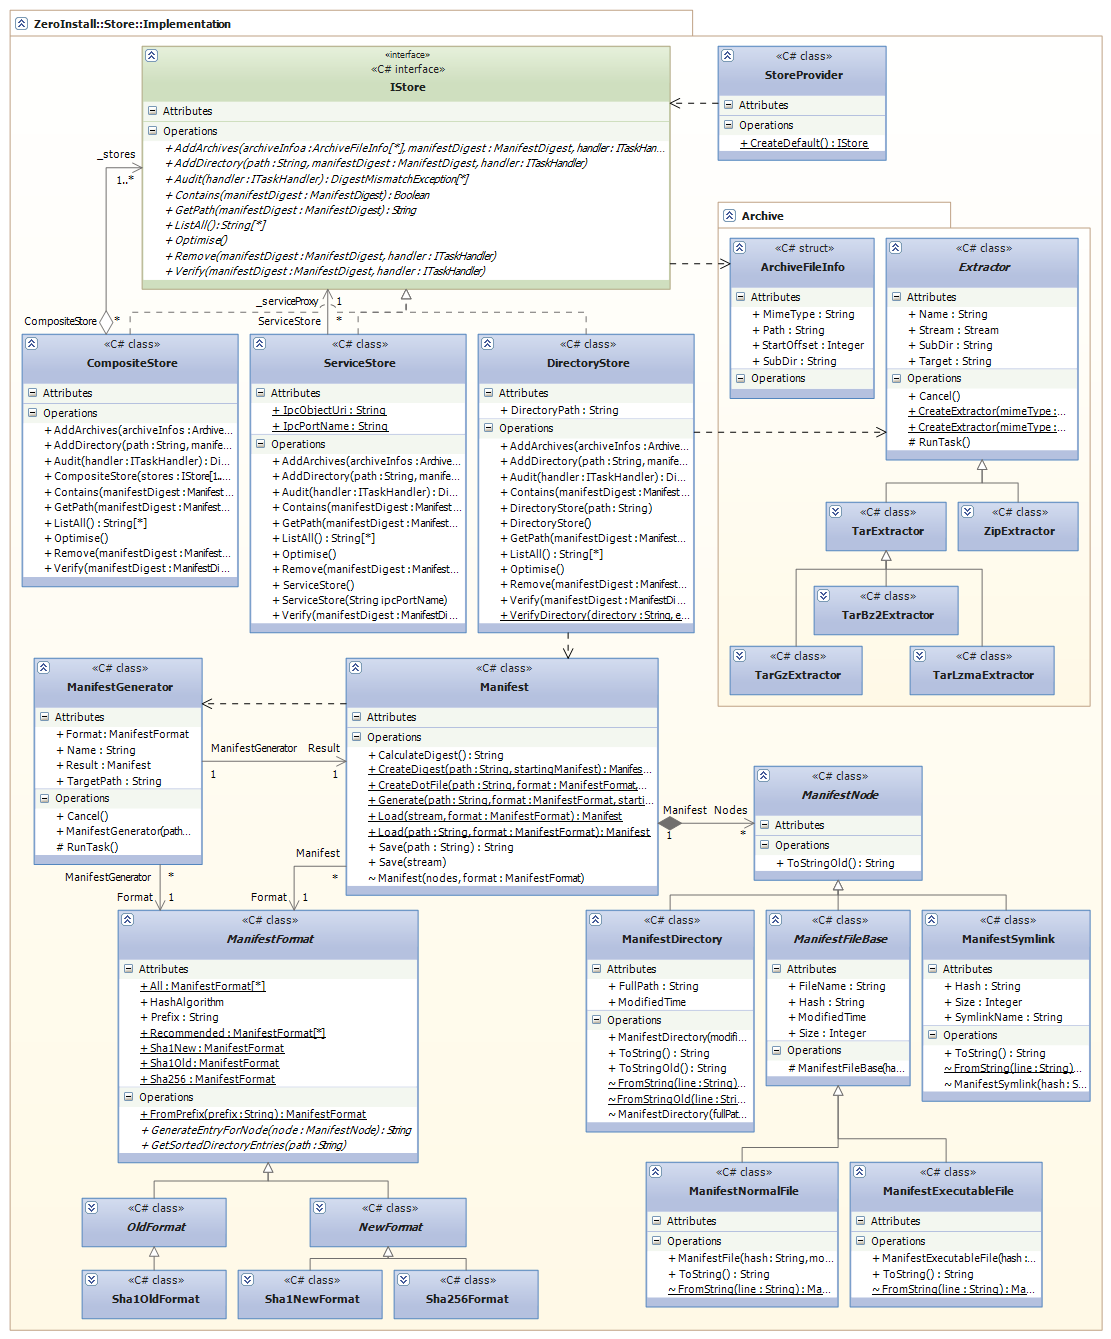 ZeroInstall::Store::Implementation
«interface»
«C# interface»
IStore
Attributes
Operations
+ AddArchives(archiveInfoa : ArchiveFileInfo[*], manifestDigest : ManifestDigest, handler : ITaskHan...
+ AddDirectory(path : String, manifestDigest : ManifestDigest, handler : ITaskHandler)
+ Audit(handler : ITaskHandler) : DigestMismatchException[*]
+ Contains(manifestDigest : ManifestDigest) : Boolean
+ GetPath(manifestDigest : ManifestDigest) : String
+ ListAll() : String[*]
+ Optimise()
+ Remove(manifestDigest : ManifestDigest, handler : ITaskHandler)
+ Verify(manifestDigest : ManifestDigest, handler : ITaskHandler)
«C# class»
StoreProvider
Attributes
Operations
+ CreateDefault() : IStore
_stores
1..*
CompositeStore
*
_serviceProxy
1
ServiceStore
*
Archive
«C# struct»
ArchiveFileInfo
Attributes
+ MimeType : String
+ Path : String
+ StartOffset : Integer
+ SubDir : String
Operations
«C# class»
Extractor
Attributes
+ Name : String
+ Stream : Stream
+ SubDir : String
+ Target : String
Operations
+ Cancel()
+ CreateExtractor(mimeType :...
+ CreateExtractor(mimeType :...
# RunTask()
«C# class»
TarExtractor
«C# class»
ZipExtractor
«C# class»
TarBz2Extractor
«C# class»
TarGzExtractor
«C# class»
TarLzmaExtractor
«C# class»
CompositeStore
Attributes
Operations
+ AddArchives(archiveInfos : Archive...
+ AddDirectory(path : String, manife...
+ Audit(handler : ITaskHandler) : Di...
+ CompositeStore(stores : IStore[1..…
+ Contains(manifestDigest : Manifest...
+ GetPath(manifestDigest : Manifest...
+ ListAll() : String[*]
+ Optimise()
+ Remove(manifestDigest : Manifest...
+ Verify(manifestDigest : ManifestDi...
«C# class»
ServiceStore
Attributes
+ IpcObjectUri : String
+ IpcPortName : String
Operations
+ AddArchives(archiveInfos : Archive...
+ AddDirectory(path : String, manife...
+ Audit(handler : ITaskHandler) : Di...
+ Contains(manifestDigest : Manifest...
+ GetPath(manifestDigest : Manifest...
+ ListAll() : String[*]
+ Optimise()
+ Remove(manifestDigest : Manifest...
+ ServiceStore()
+ ServiceStore(String ipcPortName)
+ Verify(manifestDigest : ManifestDi...
«C# class»
DirectoryStore
Attributes
+ DirectoryPath : String
Operations
+ AddArchives(archiveInfos : Archive...
+ AddDirectory(path : String, manife...
+ Audit(handler : ITaskHandler) : Di...
+ Contains(manifestDigest : Manifest...
+ DirectoryStore(path : String)
+ DirectoryStore()
+ GetPath(manifestDigest : Manifest...
+ ListAll() : String[*]
+ Optimise()
+ Remove(manifestDigest : Manifest...
+ Verify(manifestDigest : ManifestDi...
+ VerifyDirectory(directory : String, e...
«C# class»
ManifestGenerator
Attributes
+ Format : ManifestFormat
+ Name : String
+ Result : Manifest
+ TargetPath : String
Operations
+ Cancel()
+ ManifestGenerator(path...
# RunTask()
ManifestGenerator Result
1 1
«C# class»
Manifest
Attributes
Operations
+ CalculateDigest() : String
+ CreateDigest(path : String, startingManifest) : Manifes...
+ CreateDotFile(path : String, format : ManifestFormat,...
+ Generate(path : String, format : ManifestFormat, starti...
+ Load(stream, format : ManifestFormat) : Manifest
+ Load(path : String, format : ManifestFormat) : Manifest
+ Save(path : String) : String
+ Save(stream)
~ Manifest(nodes, format : ManifestFormat)
Manifest Nodes
1 *
Manifest
*
Format 1
ManifestGenerator *
Format 1
«C# class»
ManifestNode
Attributes
Operations
+ ToStringOld() : String
«C# class»
ManifestFormat
Attributes
+ All : ManifestFormat[*]
+ HashAlgorithm
+ Prefix : String
+ Recommended : ManifestFormat[*]
+ Sha1New : ManifestFormat
+ Sha1Old : ManifestFormat
+ Sha256 : ManifestFormat
Operations
+ FromPrefix(prefix : String) : ManifestFormat
+ GenerateEntryForNode(node : ManifestNode) : String
+ GetSortedDirectoryEntries(path : String)
«C# class»
ManifestDirectory
Attributes
+ FullPath : String
+ ModifiedTime
Operations
+ ManifestDirectory(modifi...
+ ToString() : String
+ ToStringOld() : String
~ FromString(line : String)...
~ FromStringOld(line : Stri...
~ ManifestDirectory(fullPat...
«C# class»
ManifestFileBase
Attributes
+ FileName : String
+ Hash : String
+ ModifiedTime
+ Size : Integer
Operations
# ManifestFileBase(ha...
«C# class»
ManifestSymlink
Attributes
+ Hash : String
+ Size : Integer
+ SymlinkName : String
Operations
+ ToString() : String
~ FromString(line : String)...
~ ManifestSymlink(hash : S...
«C# class»
OldFormat
«C# class»
NewFormat
«C# class»
Sha1OldFormat
«C# class»
Sha1NewFormat
«C# class»
Sha256Format
«C# class»
ManifestNormalFile
Attributes
Operations
+ ManifestFile(hash : String, mo...
+ ToString() : String
~ FromString(line : String) : Ma...
«C# class»
ManifestExecutableFile
Attributes
Operations
+ ManifestExecutableFile(hash :...
+ ToString() : String
~ FromString(line : String) : Ma...